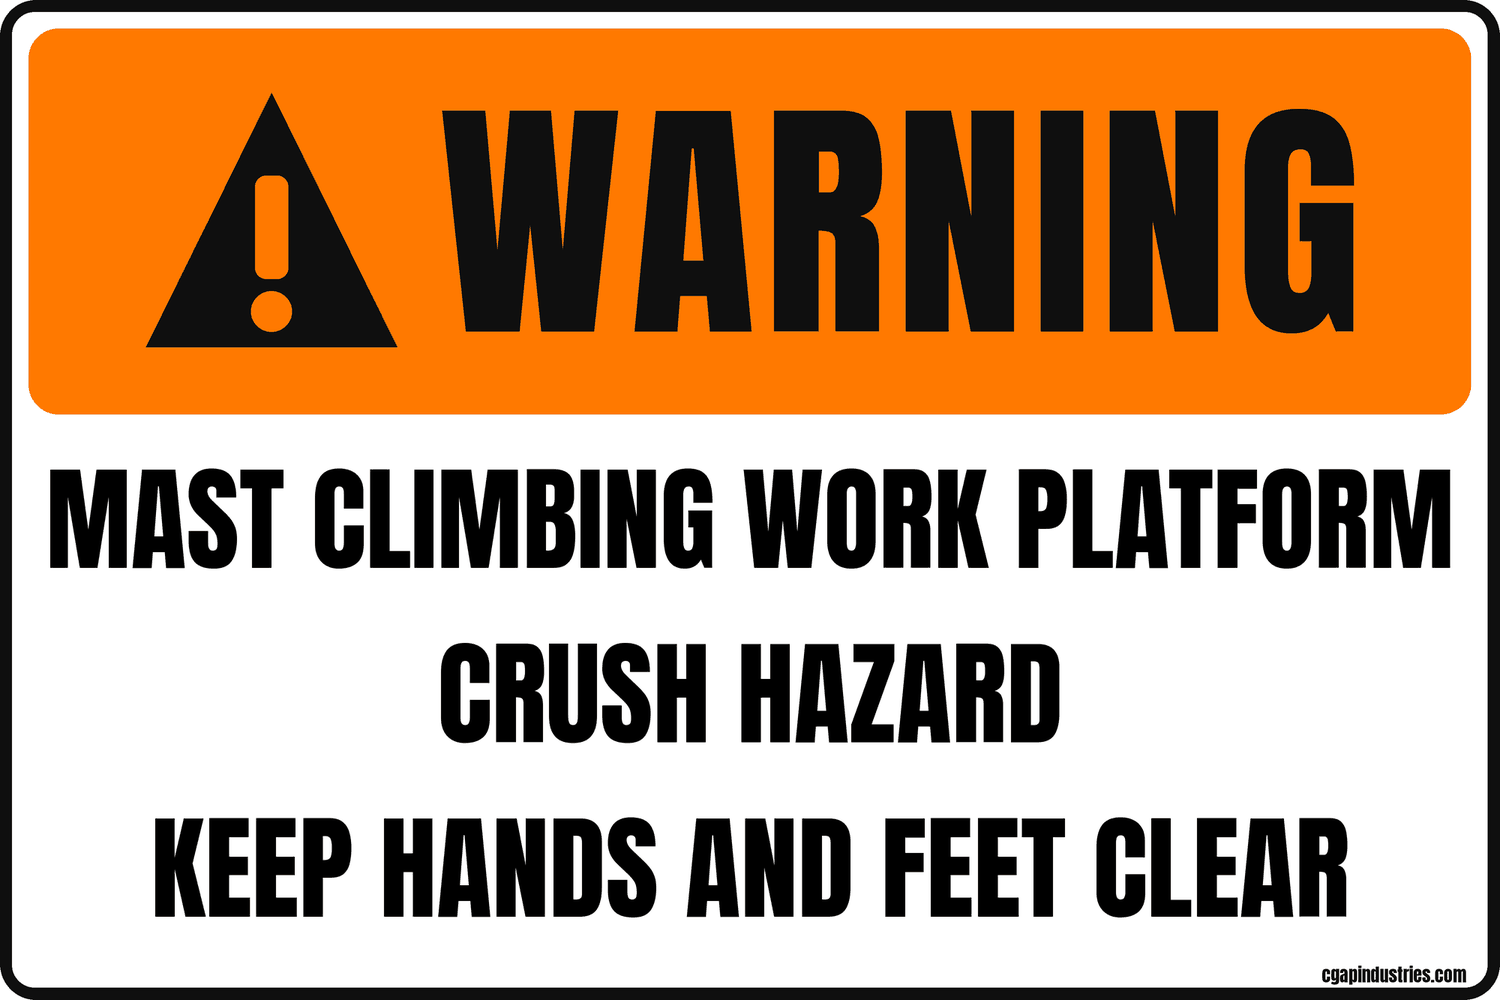 WARNING
MAST CLIMBING WORK PLATFORM
CRUSH HAZARD
KEEP HANDS AND FEET CLEAR
cgapindustries.com